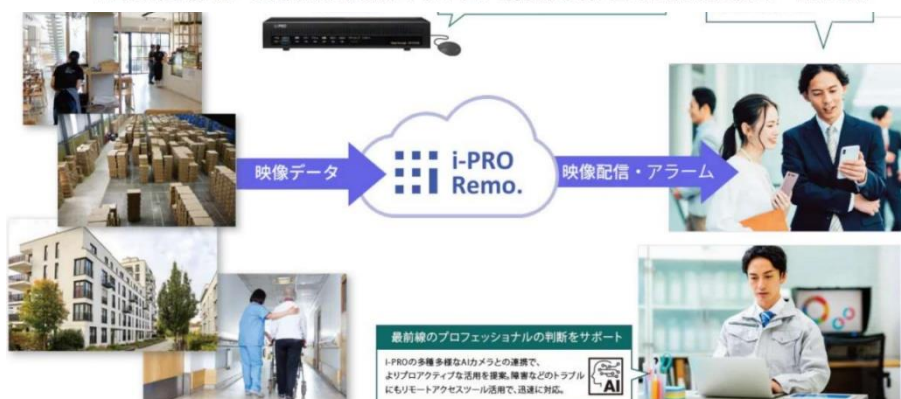 i-PRO
映像データ
i-PRO
Remo.
映像配信・アラーム
最前線のプロフェッショナルの判断をサポート
i-PROの多種多様なAIカメラとの連携で、
よりプロアクティブな活用を提案。障害などのトラブル
にもリモートアクセスツール活用で、迅速に対応。
AI